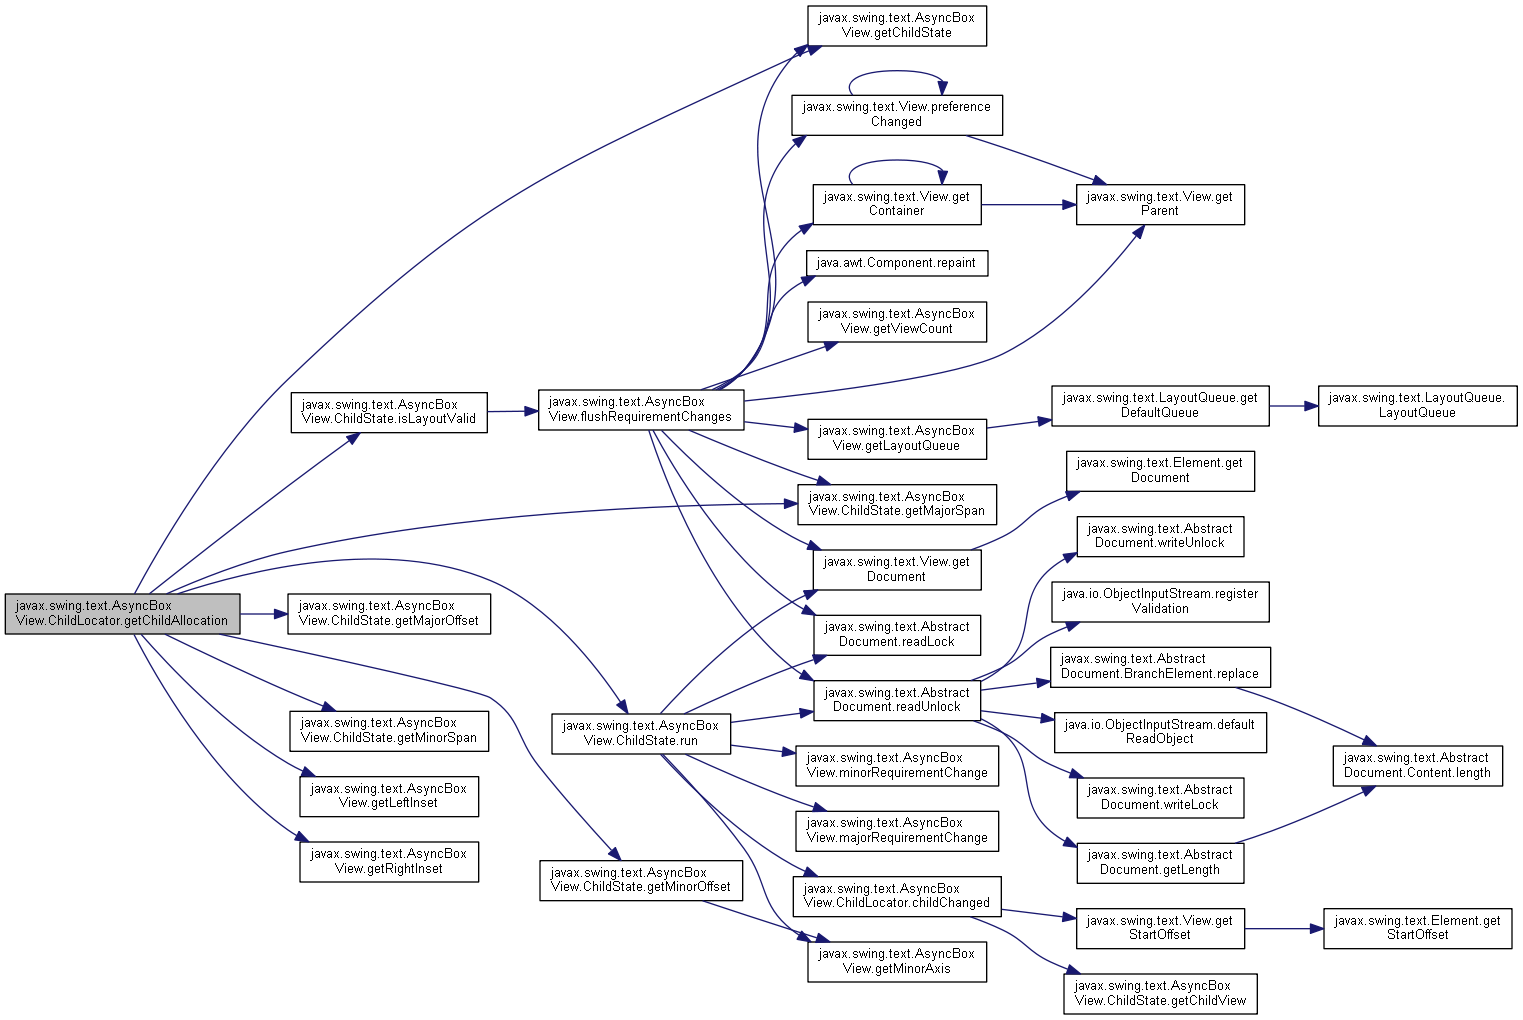 javax.swing.text.AsyncBox
View.getChildState
javax.swing.text.View.preference
Changed
javax.swing.text.View.get
Container
javax.swing.text.View.get
Parent
java.awt.Component.repaint
javax.swing.text.AsyncBox
View.getViewCount
javax.swing.text.AsyncBox
View.ChildState.isLayoutValid
javax.swing.text.AsyncBox
View.flushRequirementChanges
javax.swing.text.AsyncBox
View.getLayoutQueue
javax.swing.text.LayoutQueue.get
DefaultQueue
javax.swing.text.LayoutQueue.
LayoutQueue
javax.swing.text.AsyncBox
View.ChildState.getMajorSpan
javax.swing.text.Element.get
Document
javax.swing.text.View.get
Document
javax.swing.text.Abstract
Document.writeUnlock
java.io.ObjectInputStream.register
Validation
javax.swing.text.AsyncBox
View.ChildLocator.getChildAllocation
javax.swing.text.AsyncBox
View.ChildState.getMajorOffset
javax.swing.text.Abstract
Document.readLock
javax.swing.text.Abstract
Document.BranchElement.replace
javax.swing.text.Abstract
Document.readUnlock
java.io.ObjectInputStream.default
ReadObject
javax.swing.text.AsyncBox
View.ChildState.getMinorSpan
javax.swing.text.AsyncBox
View.ChildState.run
javax.swing.text.AsyncBox
View.minorRequirementChange
javax.swing.text.Abstract
Document.Content.length
javax.swing.text.AsyncBox
View.getLeftInset
javax.swing.text.Abstract
Document.writeLock
javax.swing.text.AsyncBox
View.majorRequirementChange
javax.swing.text.AsyncBox
View.getRightInset
javax.swing.text.Abstract
Document.getLength
javax.swing.text.AsyncBox
View.ChildState.getMinorOffset
javax.swing.text.AsyncBox
View.ChildLocator.childChanged
javax.swing.text.View.get
StartOffset
javax.swing.text.Element.get
StartOffset
javax.swing.text.AsyncBox
View.getMinorAxis
javax.swing.text.AsyncBox
View.ChildState.getChildView